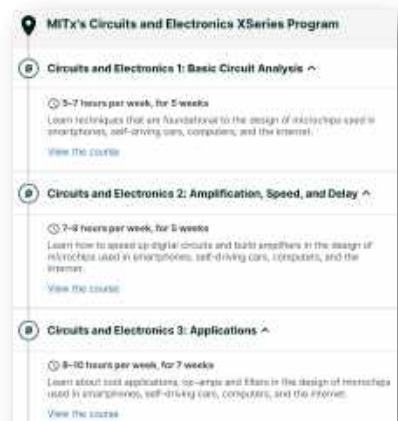 MITx's Circuits and Electronics XSeries Program
Circuits and Electronics 1: Basic Circuit Analysis
5–7 hours per week, for 5 weeks
Learn techniques that are foundational to the design of microchips used in
smartphones, self-driving cars, computers, and the internet.
View the course
Circuits and Electronics 2: Amplification, Speed, and Delay
7–8 hours per week, for 5 weeks
Learn how to speed up digital circuits and build amplifiers in the design of
microchips used in smartphones, self-driving cars, computers, and the
internet.
View the course
Circuits and Electronics 3: Applications
8–10 hours per week, for 7 weeks
Learn about cool applications, op-amps and filters in the design of microchips
used in smartphones, self-driving cars, computers, and the internet.
View the course